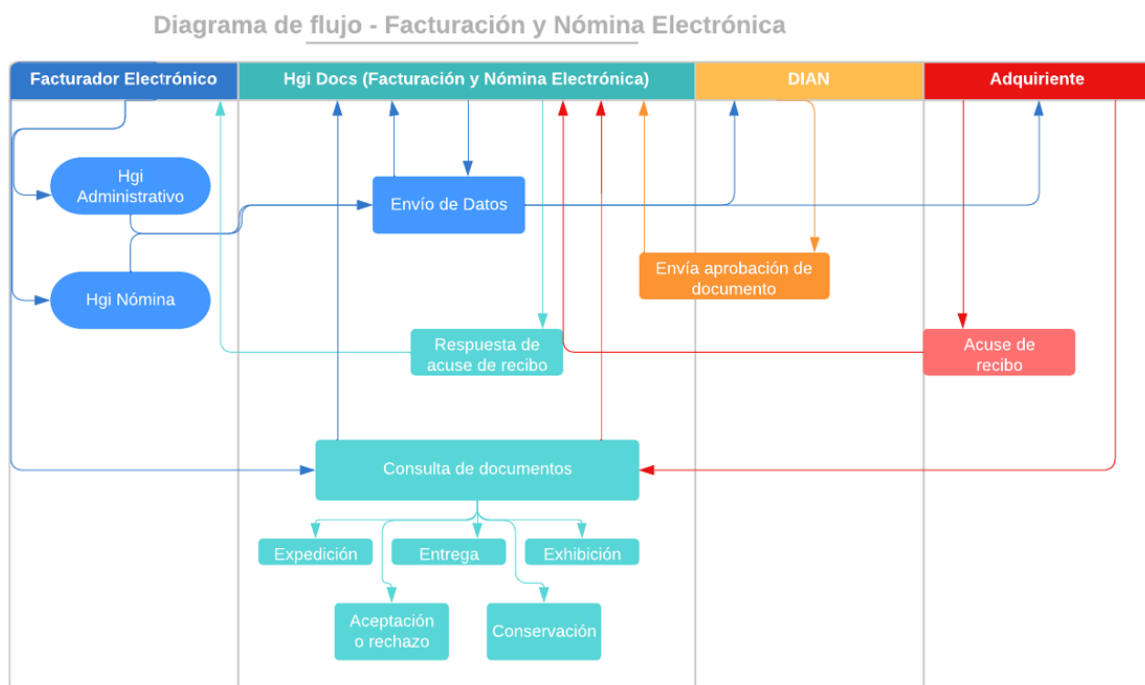 Diagrama de flujo - Facturación y Nómina Electrónica
Facturador Electrónico
Hgi Docs (Facturación y Nómina Electrónica)
DIAN
Adquiriente
Hgi
Administrativo
Envío de Datos
Hgi Nómina
Envía aprobación de
documento
Respuesta de
acuse de recibo
Acuse de
recibo
Consulta de documentos
Expedición
Entrega
Exhibición
Aceptación
o rechazo
Conservación